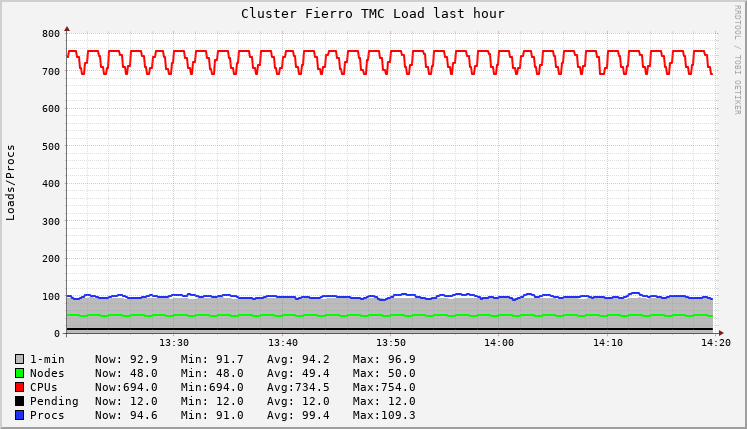 Cluster Fierro TMC Load last hour
RRDTOOL / TOBI OETIKER
Loads/Procs
800
700
600
500
400
300
200
100
0
13:30 13:40 13:50 14:00 14:10 14:20
1-min Now: 92.9 Min: 91.7 Avg: 94.2 Max: 96.9
Nodes Now: 48.0 Min: 48.0 Avg: 49.4 Max: 50.0
CPUs Now:694.0 Min:694.0 Avg:734.5 Max:754.0
Pending Now: 12.0 Min: 12.0 Avg: 12.0 Max: 12.0
Procs Now: 94.6 Min: 91.0 Avg: 99.4 Max:109.3